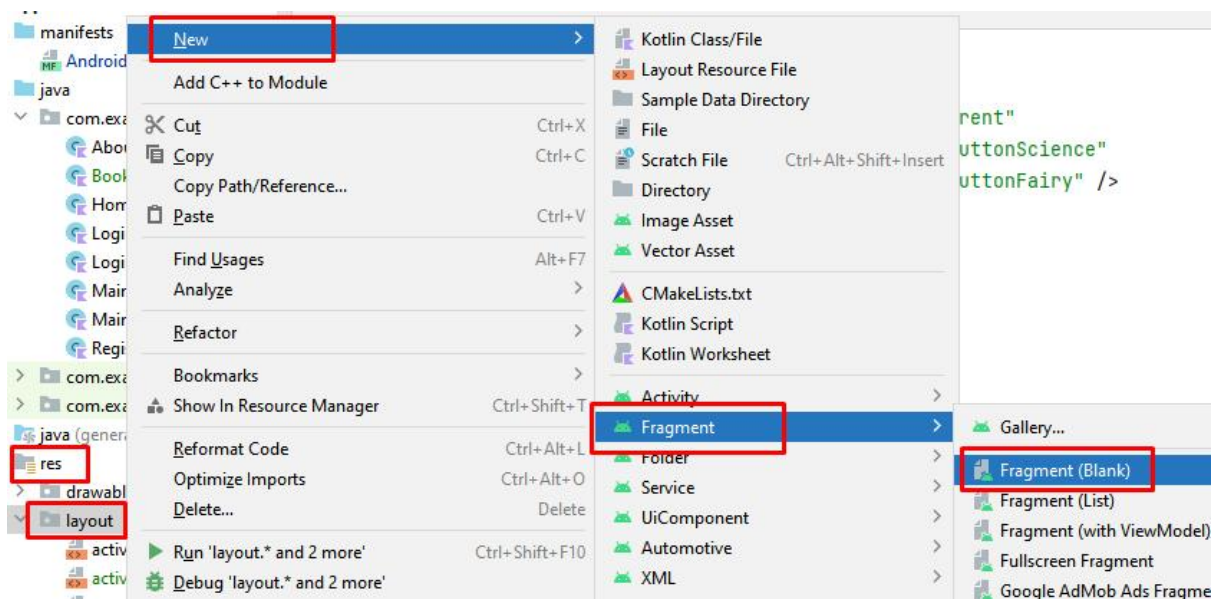 manifests
Android
java
com.exa
Abou
Book
Hom
Logi
Logi
Main
Main
Regi
com.exa
com.exa
java (genera
res
drawabl
layout
activ
activ
New
Add C++ to Module
Cut Ctrl+X
Copy Ctrl+C
Copy Path/Reference...
Paste Ctrl+V
Find Usages Alt+F7
Analyze
Refactor
Bookmarks
Show In Resource Manager Ctrl+Shift+T
Reformat Code Ctrl+Alt+L
Optimize Imports Ctrl+Alt+O
Delete... Delete
Run 'layout.* and 2 more' Ctrl+Shift+F10
Debug 'layout.* and 2 more'
Kotlin Class/File
Layout Resource File
Sample Data Directory
File
Scratch File Ctrl+Alt+Shift+Insert
Directory
Image Asset
Vector Asset
CMakeLists.txt
Kotlin Script
Kotlin Worksheet
Activity
Fragment
Folder
Service
UiComponent
Automotive
XML
rent"
uttonScience"
uttonFairy" />
Gallery...
Fragment (Blank)
Fragment (List)
Fragment (with ViewModel)
Fullscreen Fragment
Google AdMob Ads Fragme